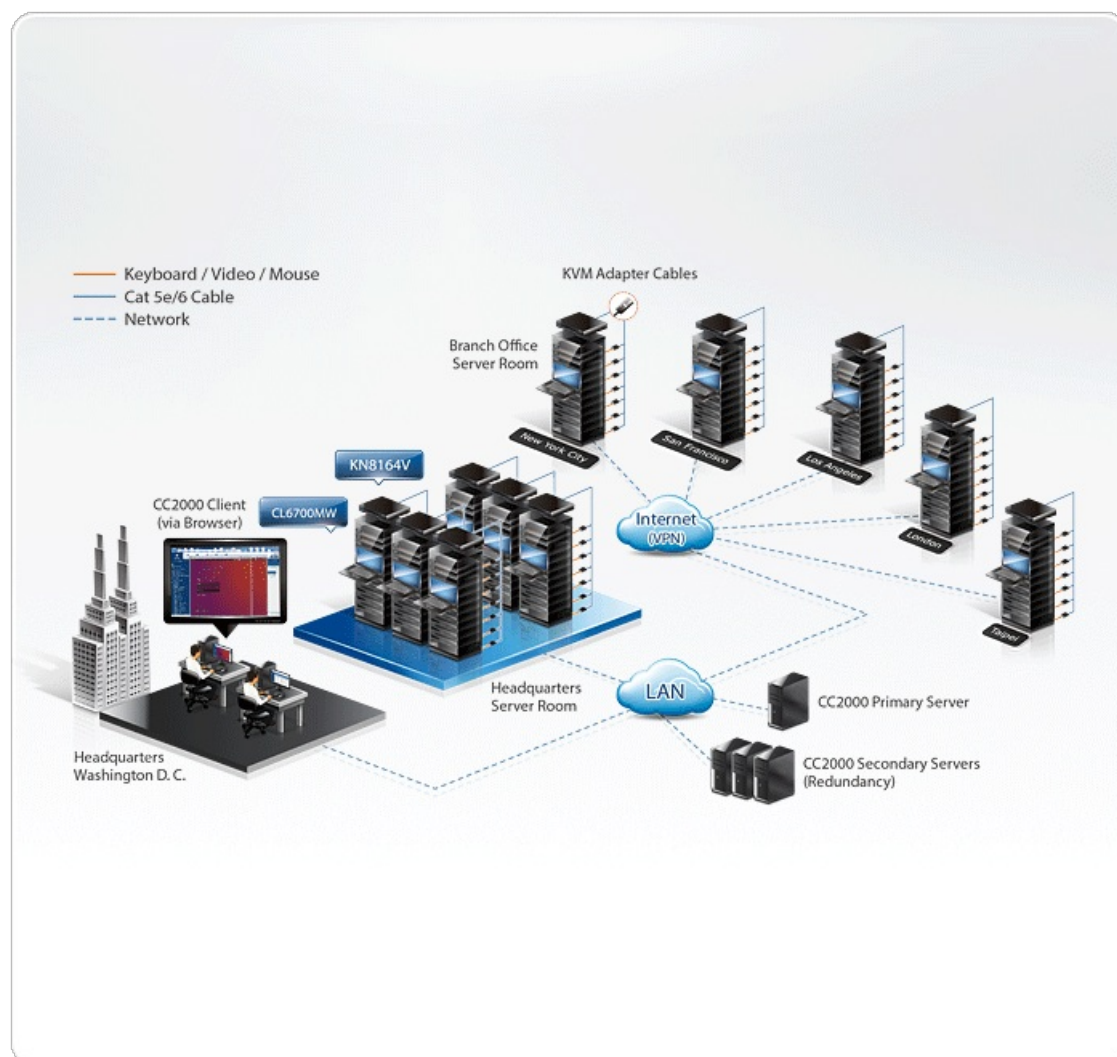 Keyboard / Video / Mouse
Cat 5e/6 Cable
Network
KVM Adapter Cables
Branch Office
Server Room
New York City
San Francisco
Los Angeles
London
Taipei
KN8164V
CL6700MW
CC2000 Client
(via Browser)
Internet
(VPN)
Headquarters
Server Room
LAN
CC2000 Primary Server
CC2000 Secondary Servers
(Redundancy)
Headquarters
Washington D. C.